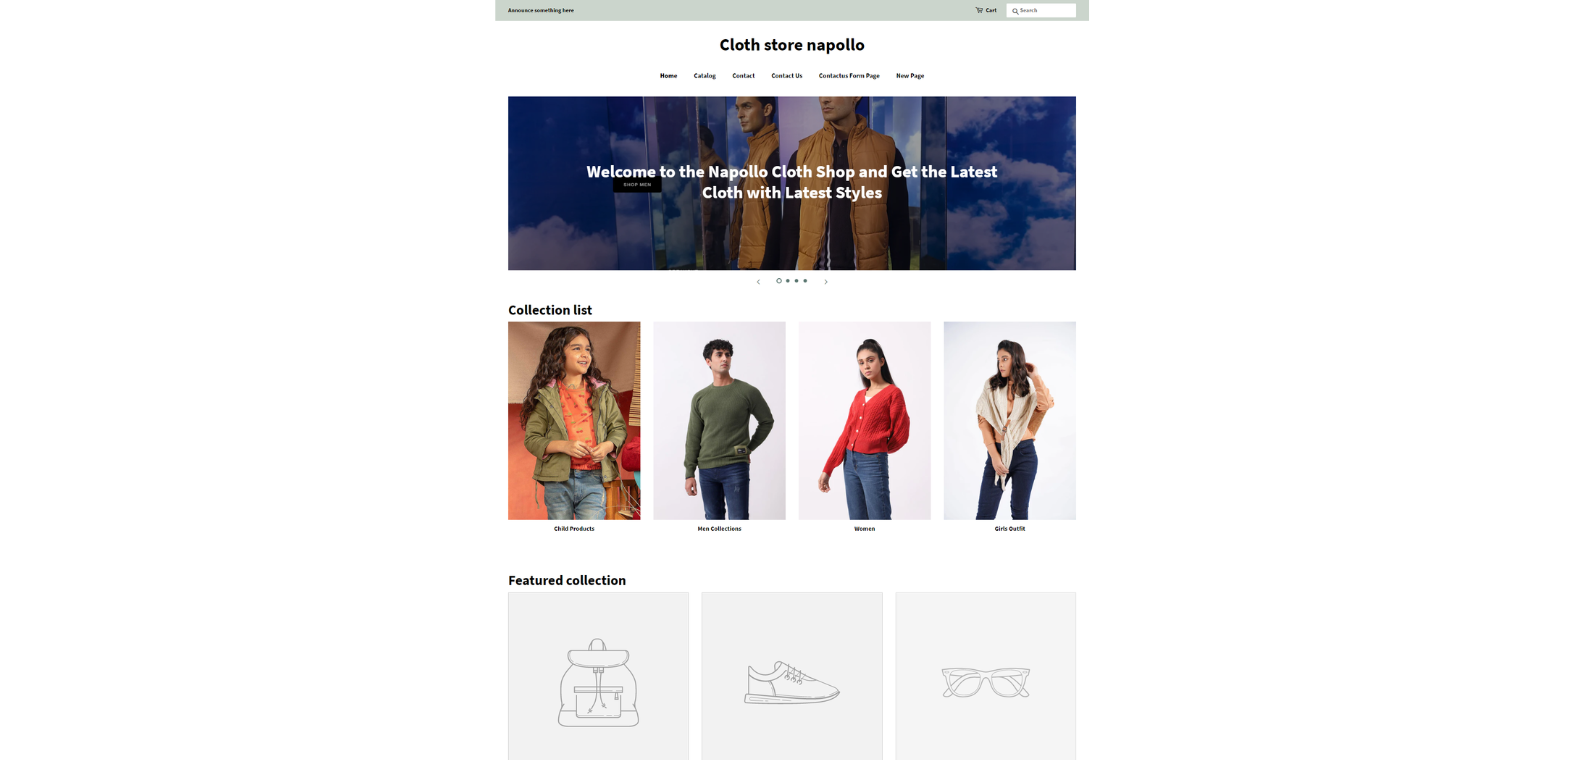 Announce something here
Cart
Search
Cloth store napollo
Home Catalog Contact Contact Us Contactus Form Page New Page
Welcome to the Napollo Cloth Shop and Get the Latest
SHOP MEN
Cloth with Latest Styles
Collection list
Child Products Men Collections Women Girls Outfit
Featured collection